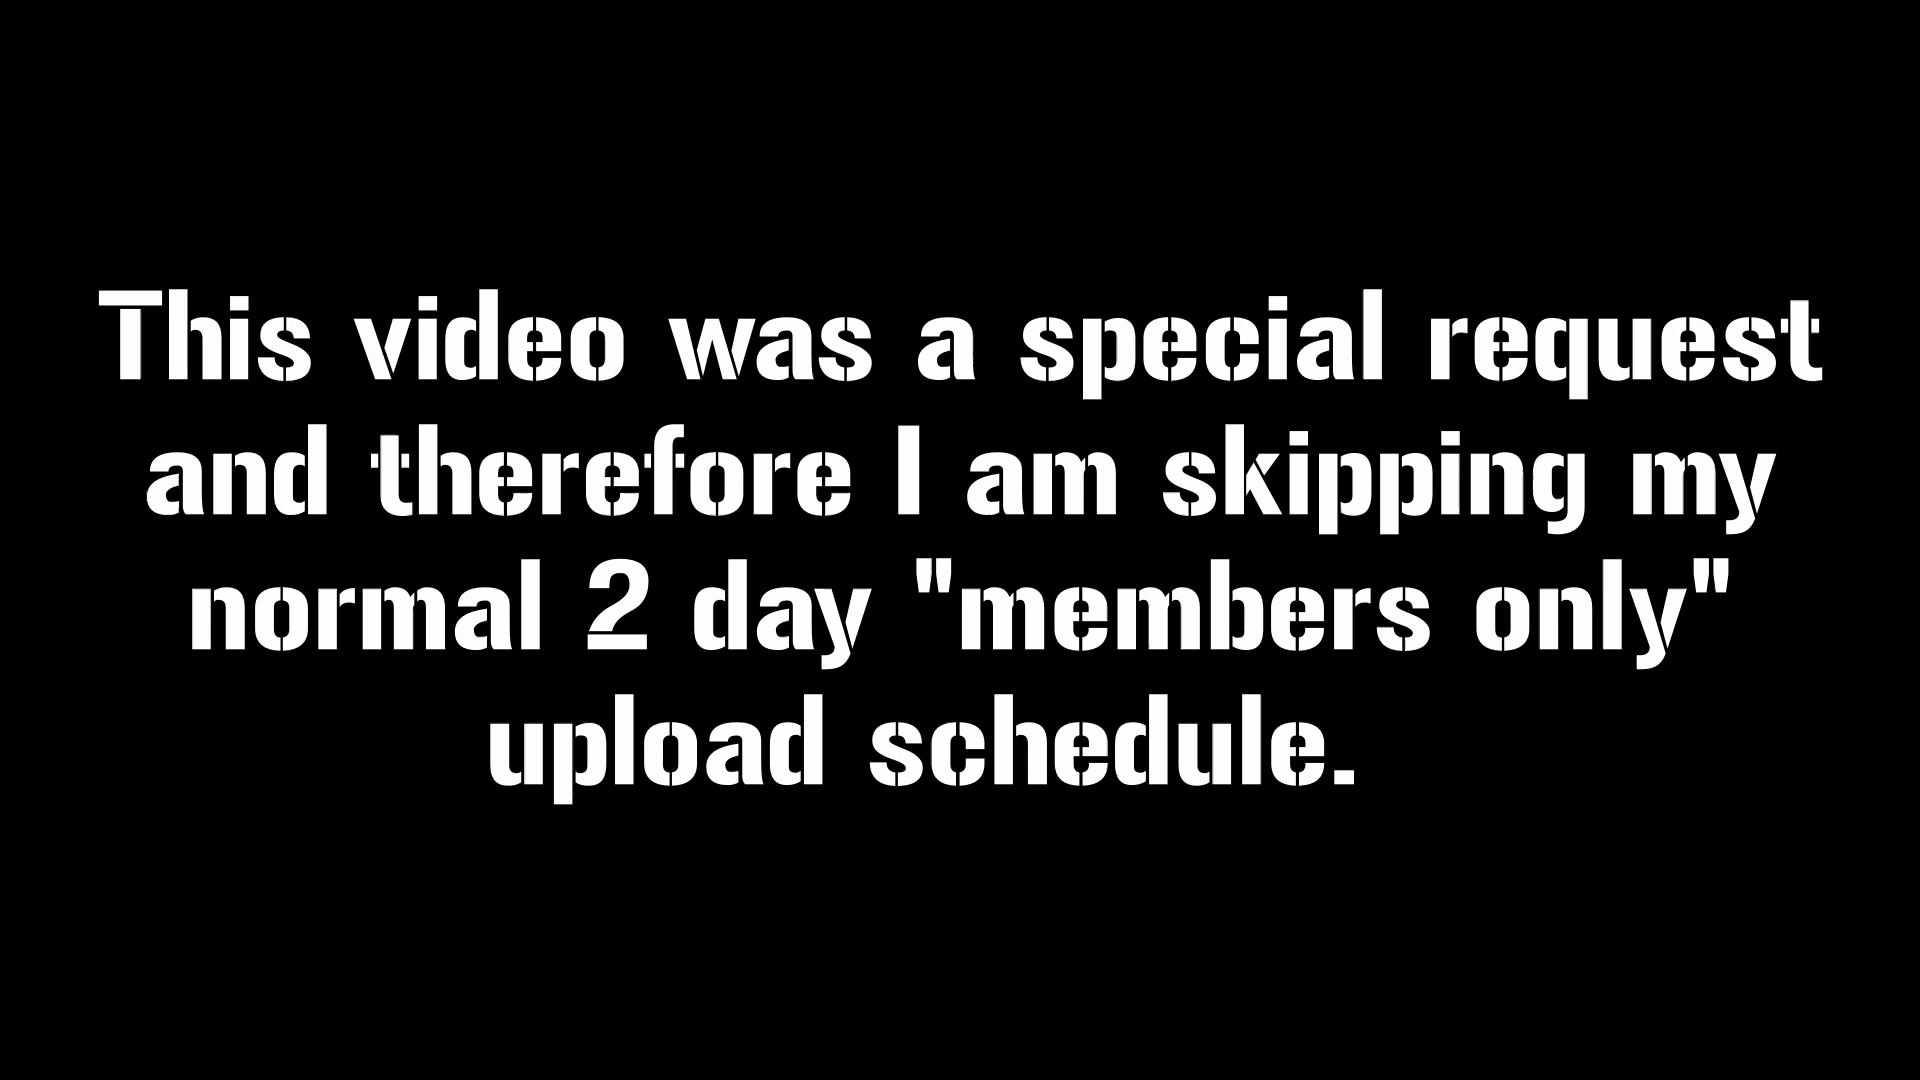 This video was a special request
and therefore I am skipping my
normal 2 day "members only"
upload schedule.